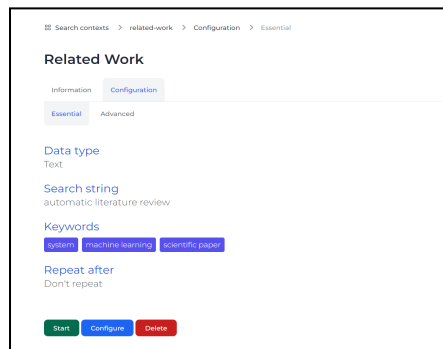 Search contexts > related-work > Configuration > Essential
Related Work
Information Configuration
Essential Advanced
Data type
Text
Search string
automatic literature review
Keywords
system machine learning scientific paper
Repeat after
Don't repeat
Start Configure Delete